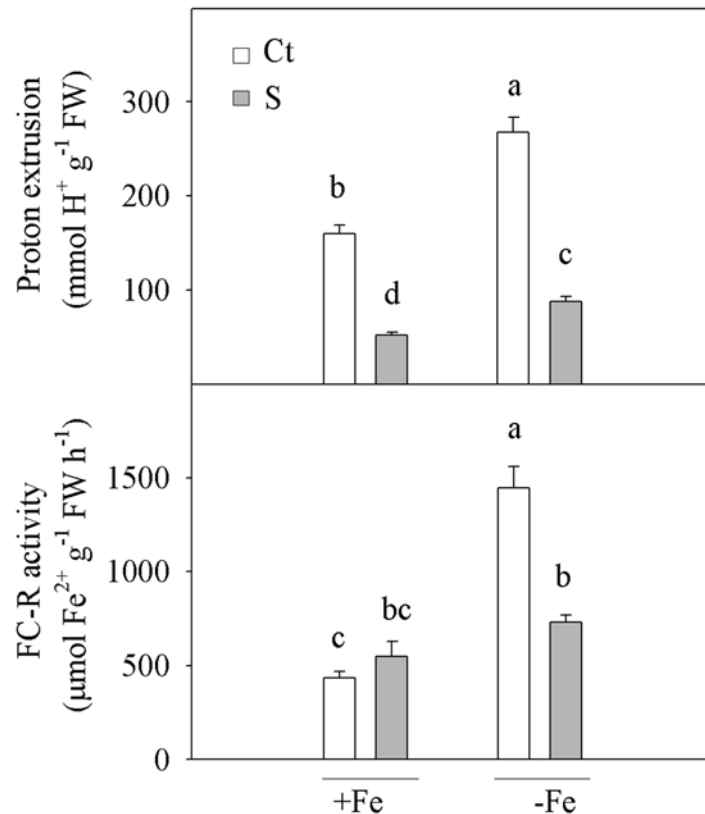 Proton extrusion
(mmol H⁺ g⁻¹ FW)
300
200
100
Ct
S
b
d
a
c
FC-R activity
(µmol Fe²⁺ g⁻¹ FW h⁻¹)
1500
1000
500
0
c
bc
a
b
+Fe
-Fe